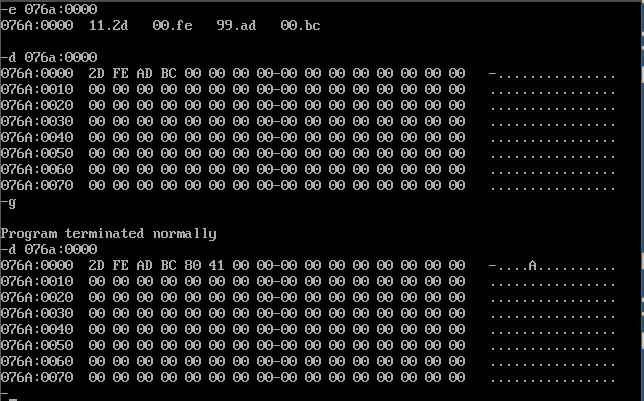 -e 076a:0000
076A:0000  11.2d   00.fe   99.ad   00.bc

-d 076a:0000
076A:0000  2D FE AD BC 00 00 00 00-00 00 00 00 00 00 00 00   -...............
076A:0010  00 00 00 00 00 00 00 00-00 00 00 00 00 00 00 00   ................
076A:0020  00 00 00 00 00 00 00 00-00 00 00 00 00 00 00 00   ................
076A:0030  00 00 00 00 00 00 00 00-00 00 00 00 00 00 00 00   ................
076A:0040  00 00 00 00 00 00 00 00-00 00 00 00 00 00 00 00   ................
076A:0050  00 00 00 00 00 00 00 00-00 00 00 00 00 00 00 00   ................
076A:0060  00 00 00 00 00 00 00 00-00 00 00 00 00 00 00 00   ................
076A:0070  00 00 00 00 00 00 00 00-00 00 00 00 00 00 00 00   ................
-g

Program terminated normally
-d 076a:0000
076A:0000  2D FE AD BC 80 41 00 00-00 00 00 00 00 00 00 00   -....A..........
076A:0010  00 00 00 00 00 00 00 00-00 00 00 00 00 00 00 00   ................
076A:0020  00 00 00 00 00 00 00 00-00 00 00 00 00 00 00 00   ................
076A:0030  00 00 00 00 00 00 00 00-00 00 00 00 00 00 00 00   ................
076A:0040  00 00 00 00 00 00 00 00-00 00 00 00 00 00 00 00   ................
076A:0050  00 00 00 00 00 00 00 00-00 00 00 00 00 00 00 00   ................
076A:0060  00 00 00 00 00 00 00 00-00 00 00 00 00 00 00 00   ................
076A:0070  00 00 00 00 00 00 00 00-00 00 00 00 00 00 00 00   ................
-_